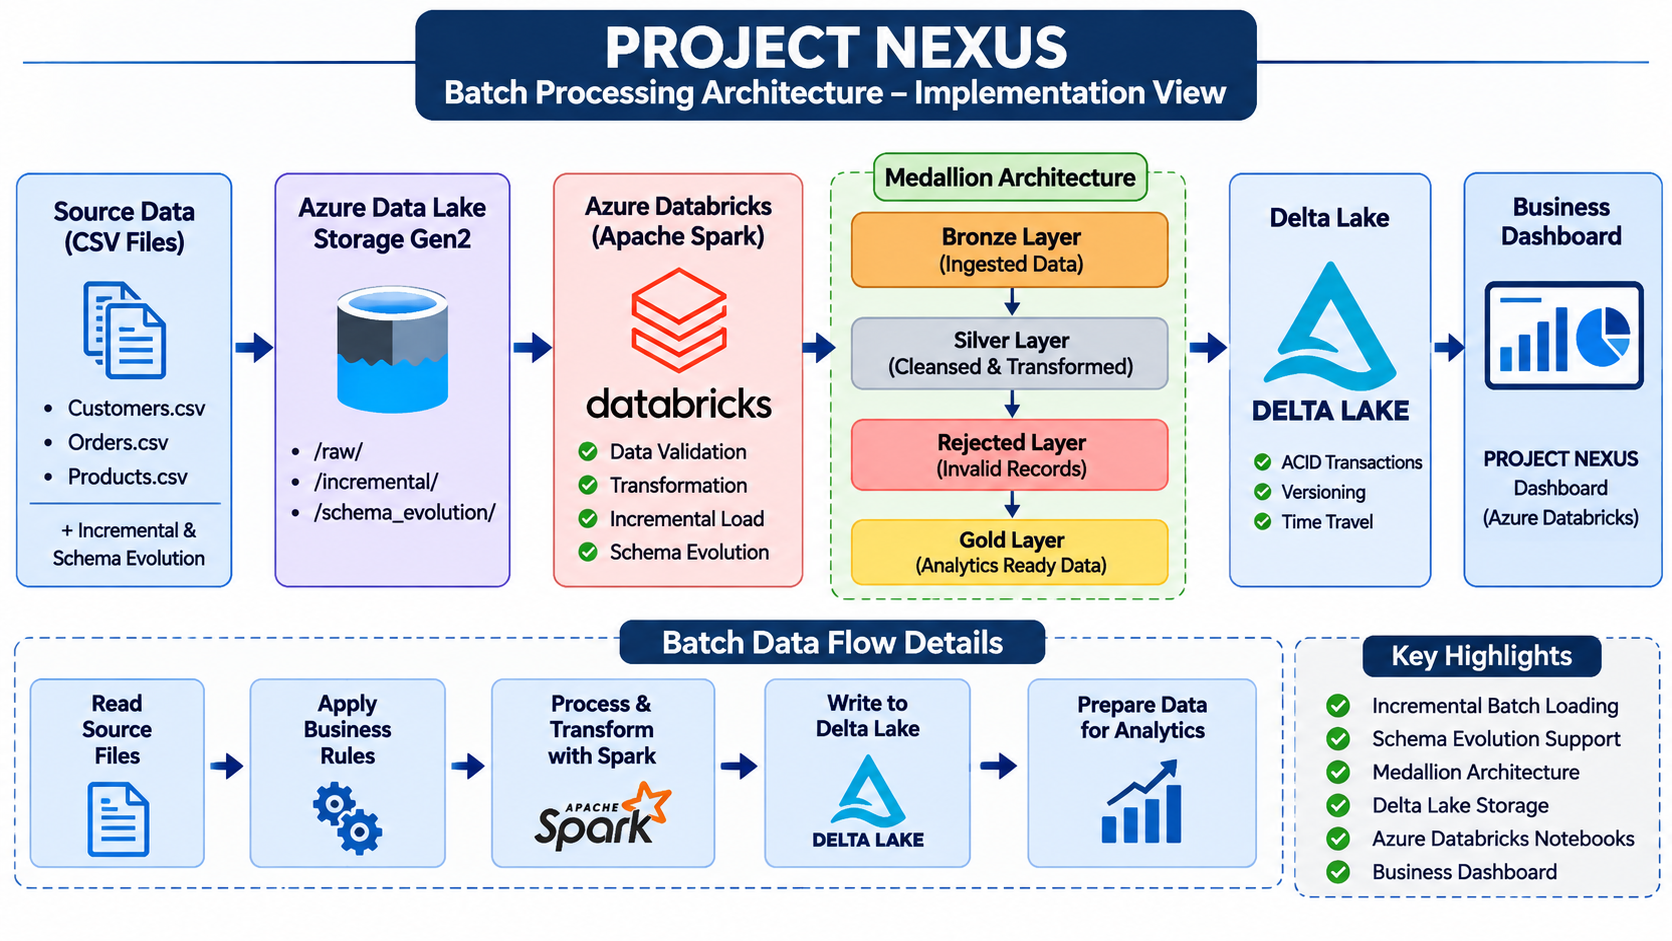 PROJECT NEXUS
Batch Processing Architecture – Implementation View
Source Data
(CSV Files)
• Customers.csv
• Orders.csv
• Products.csv
+ Incremental &
Schema Evolution
Azure Data Lake
Storage Gen2
• /raw/
• /incremental/
• /schema_evolution/
Azure Databricks
(Apache Spark)
databricks
Data Validation
Transformation
Incremental Load
Schema Evolution
Medallion Architecture
Bronze Layer
(Ingested Data)
Silver Layer
(Cleansed & Transformed)
Rejected Layer
(Invalid Records)
Gold Layer
(Analytics Ready Data)
Delta Lake
DELTA LAKE
ACID Transactions
Versioning
Time Travel
Business
Dashboard
PROJECT NEXUS
Dashboard
(Azure Databricks)
Batch Data Flow Details
Read
Source
Files
Apply
Business
Rules
Process &
Transform
with Spark
APACHE
Spark
Write to
Delta Lake
DELTA LAKE
Prepare Data
for Analytics
Key Highlights
Incremental Batch Loading
Schema Evolution Support
Medallion Architecture
Delta Lake Storage
Azure Databricks Notebooks
Business Dashboard